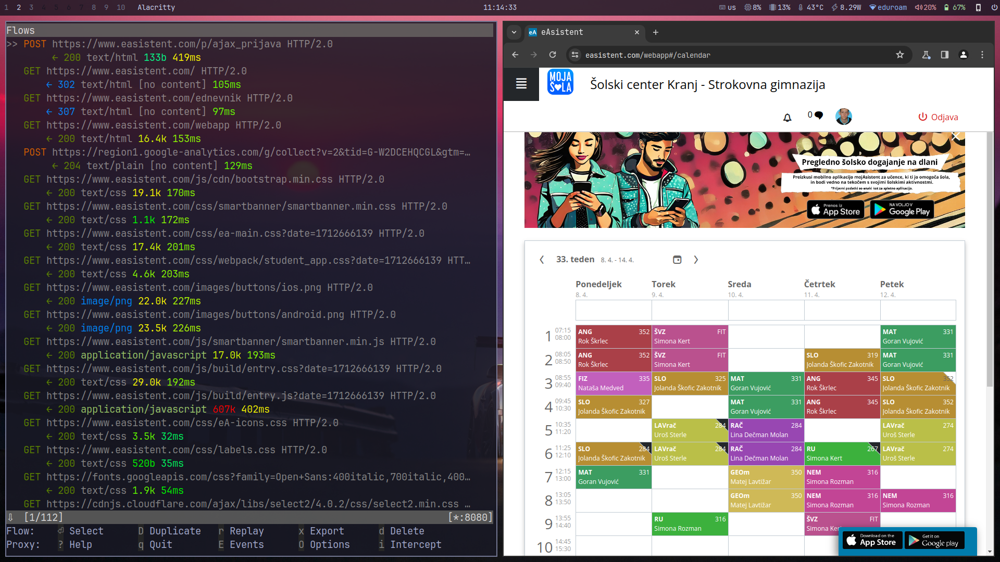 1 2 3 4 5 6 7 8 9 10 Alacritty
11:14:33
us 8% 13% 43°C 8.29W eduroam 20% 67%
Flows
>> POST https://www.easistent.com/p/ajax_prijava HTTP/2.0
← 200 text/html 133b 419ms
GET https://www.easistent.com/ HTTP/2.0
← 302 text/html [no content] 105ms
GET https://www.easistent.com/ednevnik HTTP/2.0
← 307 text/html [no content] 97ms
GET https://www.easistent.com/webapp HTTP/2.0
← 200 text/html 16.4k 153ms
POST https://region1.google-analytics.com/g/collect?v=2&tid=G-W2DCEHQCGL&gtm=…
← 204 text/plain [no content] 129ms
GET https://www.easistent.com/js/cdn/bootstrap.min.css HTTP/2.0
← 200 text/css 19.1k 170ms
GET https://www.easistent.com/css/smartbanner/smartbanner.min.css HTTP/2.0
← 200 text/css 1.1k 172ms
GET https://www.easistent.com/css/ea-main.css?date=1712666139 HTTP/2.0
← 200 text/css 17.4k 201ms
GET https://www.easistent.com/css/webpack/student_app.css?date=1712666139 HTT…
← 200 text/css 4.6k 203ms
GET https://www.easistent.com/images/buttons/ios.png HTTP/2.0
← 200 image/png 22.0k 227ms
GET https://www.easistent.com/images/buttons/android.png HTTP/2.0
← 200 image/png 23.5k 226ms
GET https://www.easistent.com/js/smartbanner/smartbanner.min.js HTTP/2.0
← 200 application/javascript 17.0k 193ms
GET https://www.easistent.com/js/build/entry.css?date=1712666139 HTTP/2.0
← 200 text/css 29.0k 192ms
GET https://www.easistent.com/js/build/entry.js?date=1712666139 HTTP/2.0
← 200 application/javascript 607k 402ms
GET https://www.easistent.com/css/eA-icons.css HTTP/2.0
← 200 text/css 3.5k 32ms
GET https://www.easistent.com/css/labels.css HTTP/2.0
← 200 text/css 520b 35ms
GET https://fonts.googleapis.com/css?family=Open+Sans:400italic,700italic,400…
← 200 text/css 1.9k 54ms
GET https://cdnjs.cloudflare.com/ajax/libs/select2/4.0.2/css/select2.min.css …
⇩ [1/112] [*:8080]
Flow: ⏎ Select D Duplicate r Replay x Export d Delete
Proxy: ? Help q Quit E Events O Options i Intercept
eA eAsistent
easistent.com/webapp#/calendar
MOJA
Š♥LA
Šolski center Kranj - Strokovna gimnazija
0
Odjava
Pregledno šolsko dogajanje na dlani
Preizkusi mobilno aplikacijo mojAsistent za učence, ki ti jo omogoča šola,
in bodi vedno na tekočem s svojimi šolskimi aktivnostmi.
*Prijavni podatki so enaki kot za spletno aplikacijo.
Prenos iz
App Store
NA VOLJO V
Google Play
33. teden 8. 4. - 14. 4.
Ponedeljek Torek Sreda Četrtek Petek
8. 4. 9. 4. 10. 4. 11. 4. 12. 4.
1 07:15 08:00
ANG 352 ŠVZ FIT MAT 331
Rok Škrlec Simona Kert Goran Vujović
2 08:05 08:50
ANG 352 ŠVZ FIT SLO 319 MAT 331
Rok Škrlec Simona Kert Jolanda Škofic Zakotnik Goran Vujović
3 08:55 09:40
FIZ 335 SLO 325 MAT 331 ANG 345 SLO 352
Nataša Medved Jolanda Škofic Zakotnik Goran Vujović Rok Škrlec Jolanda Škofic Zakotnik
4 09:45 10:30
SLO 327 MAT 331 ANG 345 SLO 352
Jolanda Škofic Zakotnik Goran Vujović Rok Škrlec Jolanda Škofic Zakotnik
5 10:35 11:20
LAVrač 284 RAČ 284 LAVrač 274
Uroš Sterle Lina Dečman Molan Uroš Sterle
6 11:25 12:10
SLO 284 LAVrač 284 RAČ 284 RU 267 LAVrač 274
Jolanda Škofic Zakotnik Uroš Sterle Lina Dečman Molan Simona Kert Uroš Sterle
7 12:15 13:00
MAT 331 GEOm 350 NEM 316
Goran Vujović Matej Lavtižar Simona Rozman
8 13:05 13:50
GEOm 350 NEM 316 NEM 316
Matej Lavtižar Simona Rozman Simona Rozman
9 13:55 14:40
RU 316 ŠVZ FIT
Simona Rozman Simona Ker
10 14:45 15:30
Download on the
App Store
Get it on
Google play